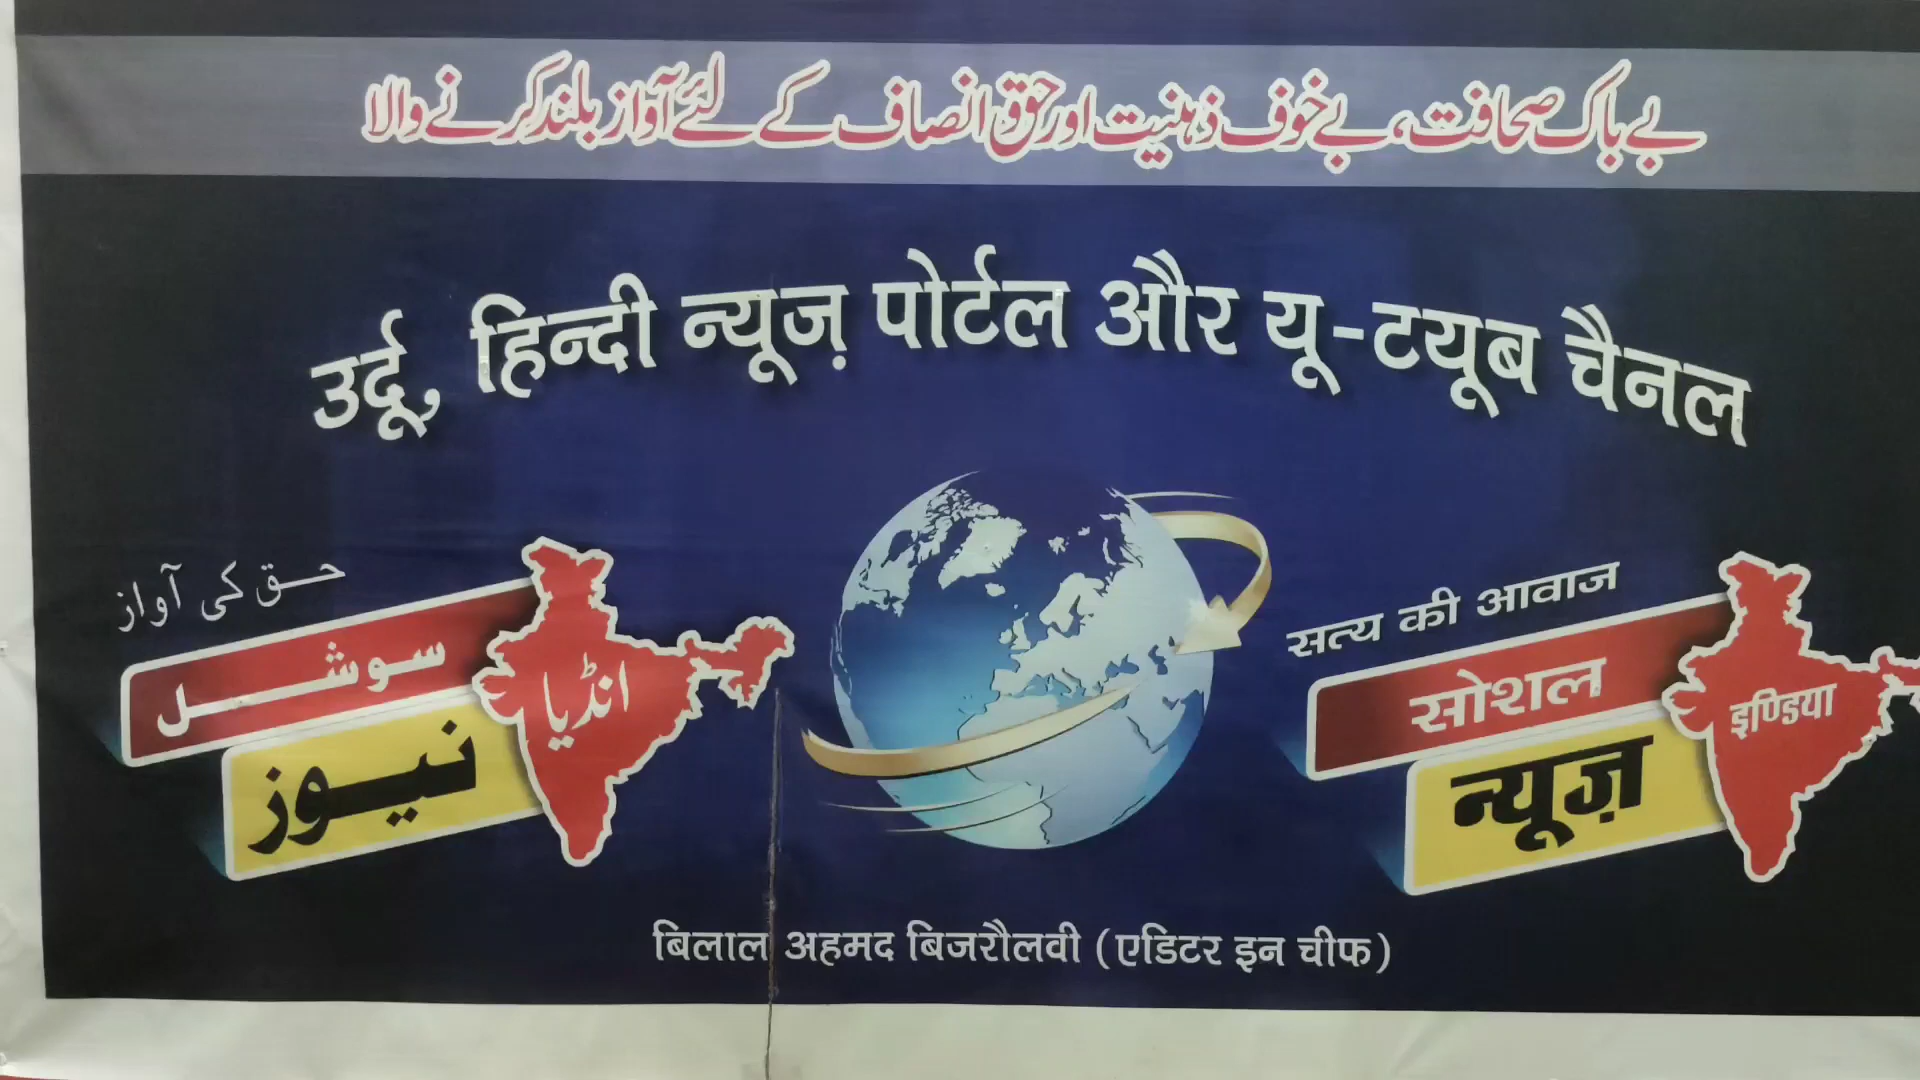 بے باک صحافت، بے خوف ذہنیت اور حق انصاف کے لئے آواز بلند کرنے والا
उर्दू, हिन्दी न्यूज़ पोर्टल और यू-टयूब चैनल
حق کی آواز
سوشل
نیوز
انڈیا
सत्य की आवाज
सोशल
न्यूज़
इण्डिया
बिलाल अहमद बिजरौलवी (एडिटर इन चीफ)